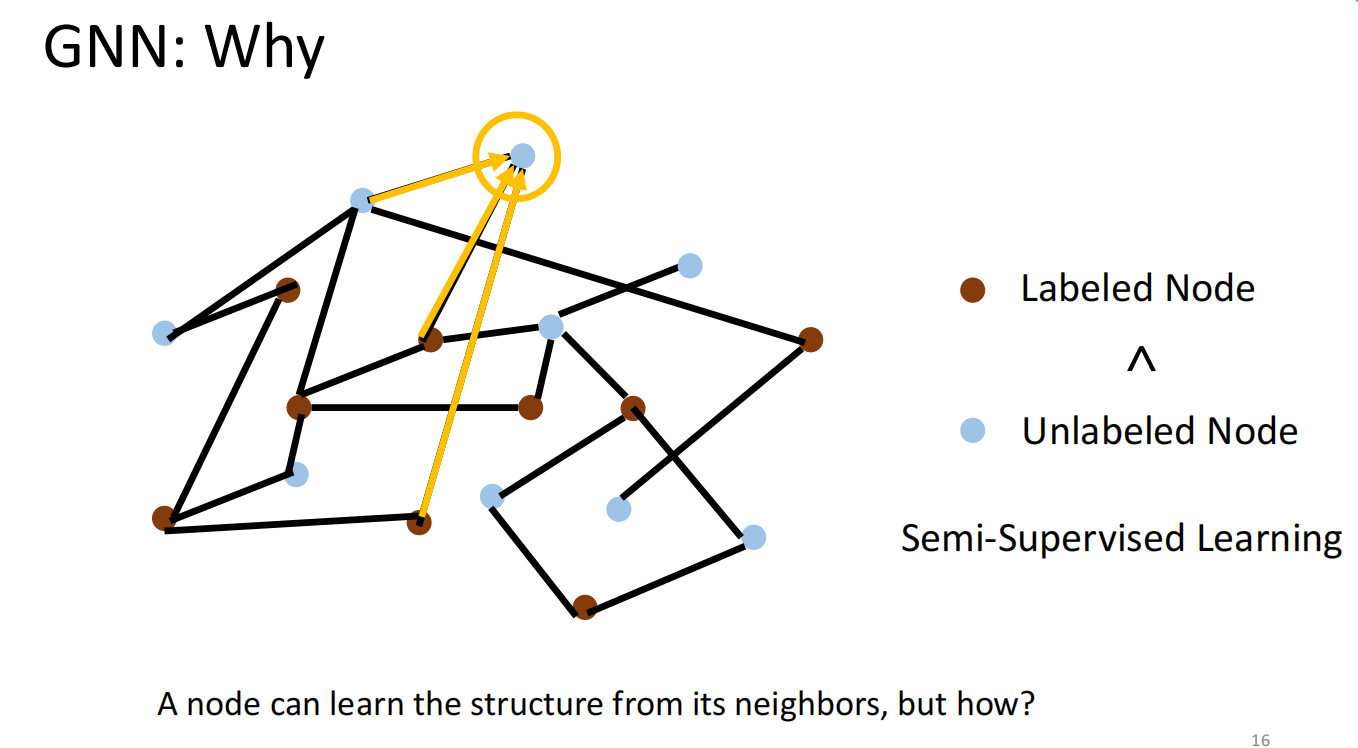 GNN: Why
Labeled Node
^
Unlabeled Node
Semi-Supervised Learning
A node can learn the structure from its neighbors, but how?
16